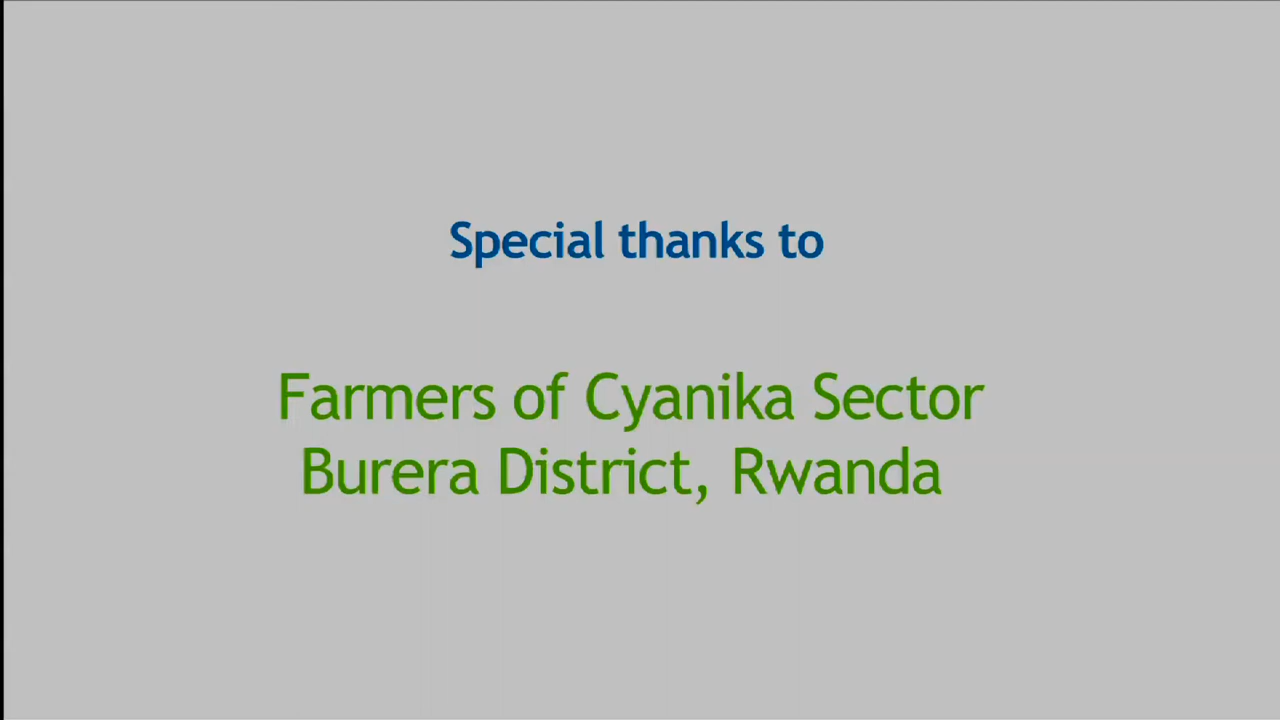 Special thanks to
Farmers of Cyanika Sector
Burera District, Rwanda